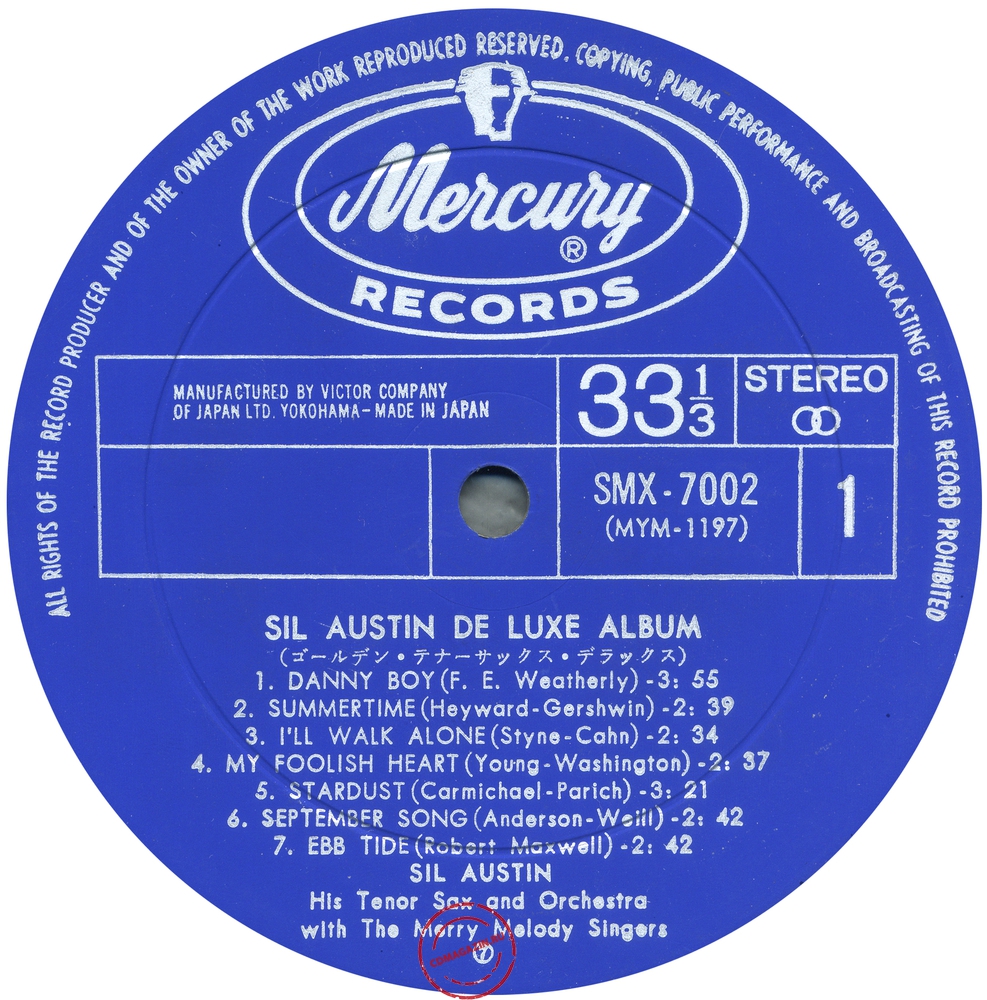 ALL RIGHTS OF THE RECORD PRODUCER AND OF THE OWNER OF THE WORK REPRODUCED RESERVED. COPYING, PUBLIC PERFORMANCE AND BROADCASTING OF THIS RECORD PROHIBITED
Mercury
®
RECORDS
MANUFACTURED BY VICTOR COMPANY
OF JAPAN LTD. YOKOHAMA-MADE IN JAPAN
33 1/3
STEREO
SMX-7002
(MYM-1197)
1
SIL AUSTIN DE LUXE ALBUM
(ゴールデン・テナーサックス・デラックス)
1. DANNY BOY (F. E. Weatherly) -3: 55
2. SUMMERTIME (Heyward-Gershwin) -2: 39
3. I'LL WALK ALONE (Styne-Cahn) -2: 34
4. MY FOOLISH HEART (Young-Washington) -2: 37
5. STARDUST (Carmichael-Parich) -3: 21
6. SEPTEMBER SONG (Anderson-Weill) -2: 42
7. EBB TIDE (Robert Maxwell) -2: 42
SIL AUSTIN
His Tenor Sax and Orchestra
with The Merry Melody Singers